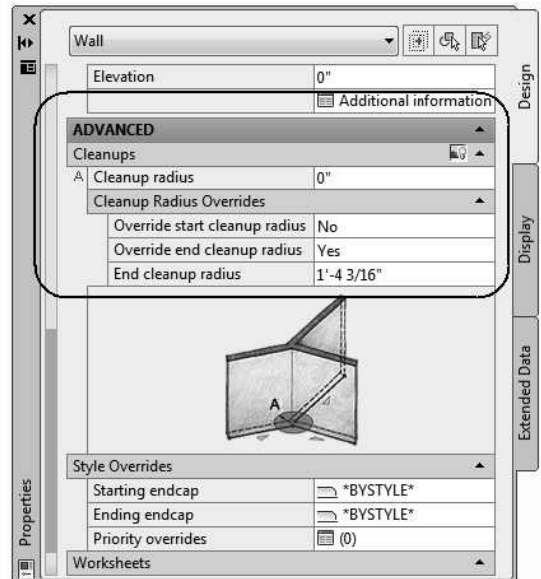 Wall
Elevation 0"
Additional information
ADVANCED
Cleanups
A Cleanup radius 0"
Cleanup Radius Overrides
Override start cleanup radius No
Override end cleanup radius Yes
End cleanup radius 1'-4 3/16"
A
Style Overrides
Starting endcap *BYSTYLE*
Ending endcap *BYSTYLE*
Priority overrides (0)
Worksheets
Properties
Design
Display
Extended Data